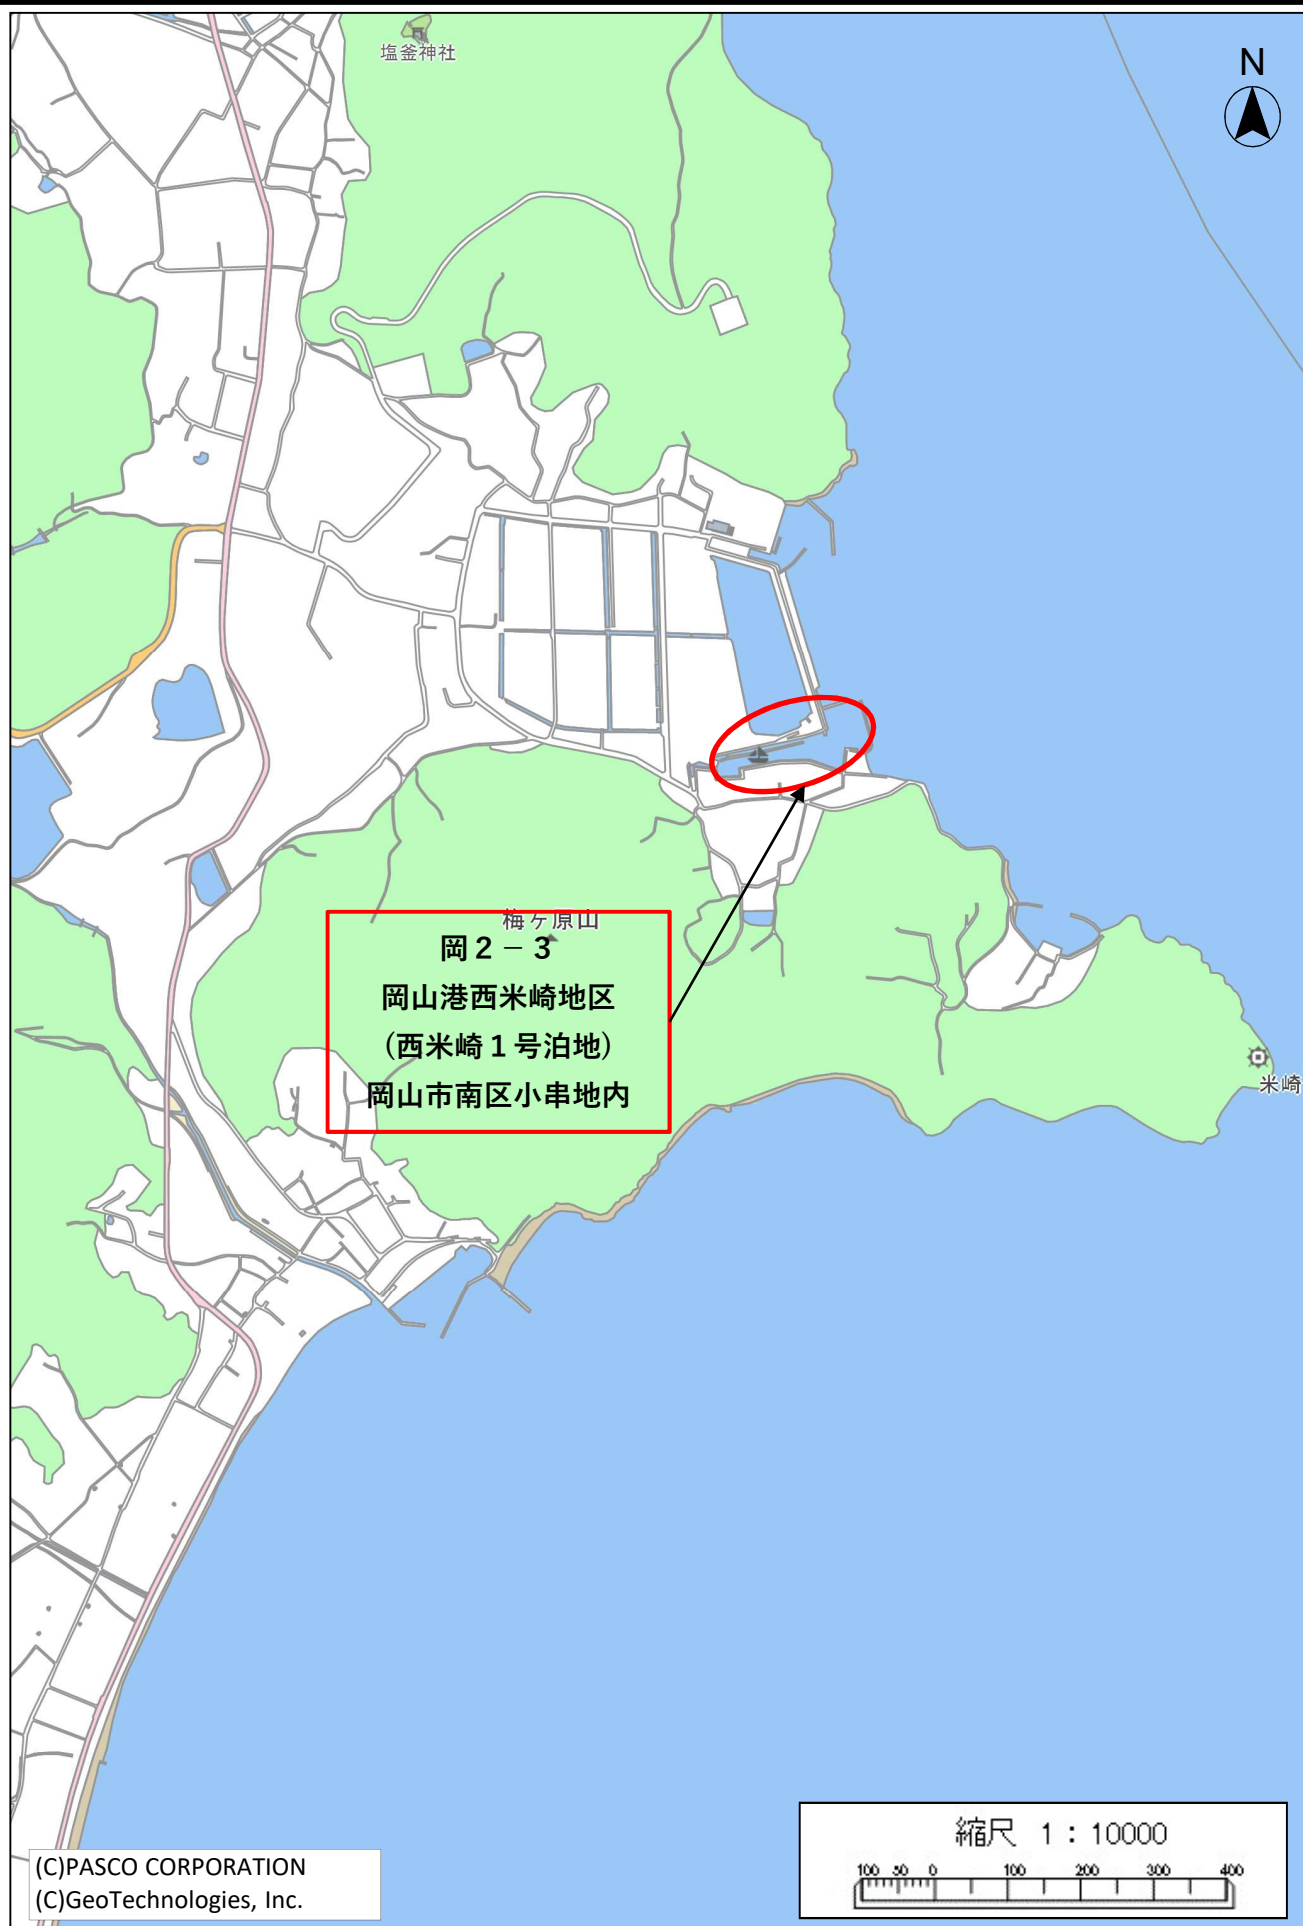 塩釜神社
N
梅ヶ原山
岡２－３
岡山港西米崎地区
(西米崎１号泊地)
岡山市南区小串地内
米崎
縮尺 1：10000
100 50 0 100 200 300 400
(C)PASCO CORPORATION
(C)GeoTechnologies, Inc.